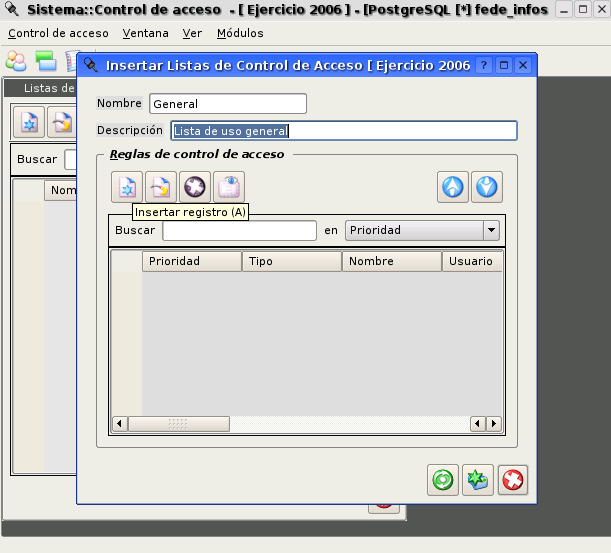 Sistema::Control de acceso - [ Ejercicio 2006 ] - [PostgreSQL [*] fede_infos
Control de acceso Ventana Ver Módulos
Insertar Listas de Control de Acceso [ Ejercicio 2006
Listas de
Nombre General
Descripción Lista de uso general
Reglas de control de acceso
Buscar
Nom
Insertar registro (A)
Buscar en Prioridad
Prioridad Tipo Nombre Usuario